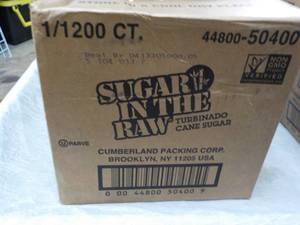 1/1200 CT.
44800-50400
SUGAR
IN THE
RAW
TURBINADO
CANE SUGAR
NON
GMO
VERIFIED
U PARVE
CUMBERLAND PACKING CORP.
BROOKLYN, NY 11205 USA
0 00 44800 50400 9